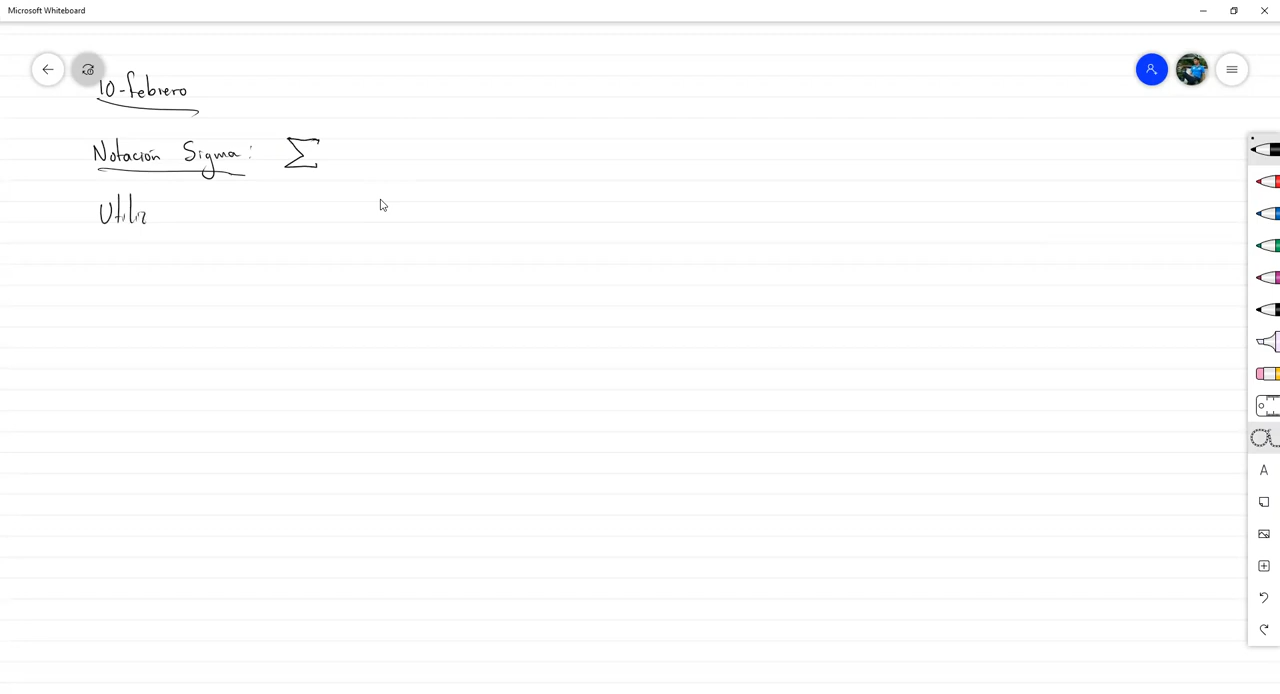 Microsoft Whiteboard
10-febrero
Notación Sigma: Σ
Utiliz
A